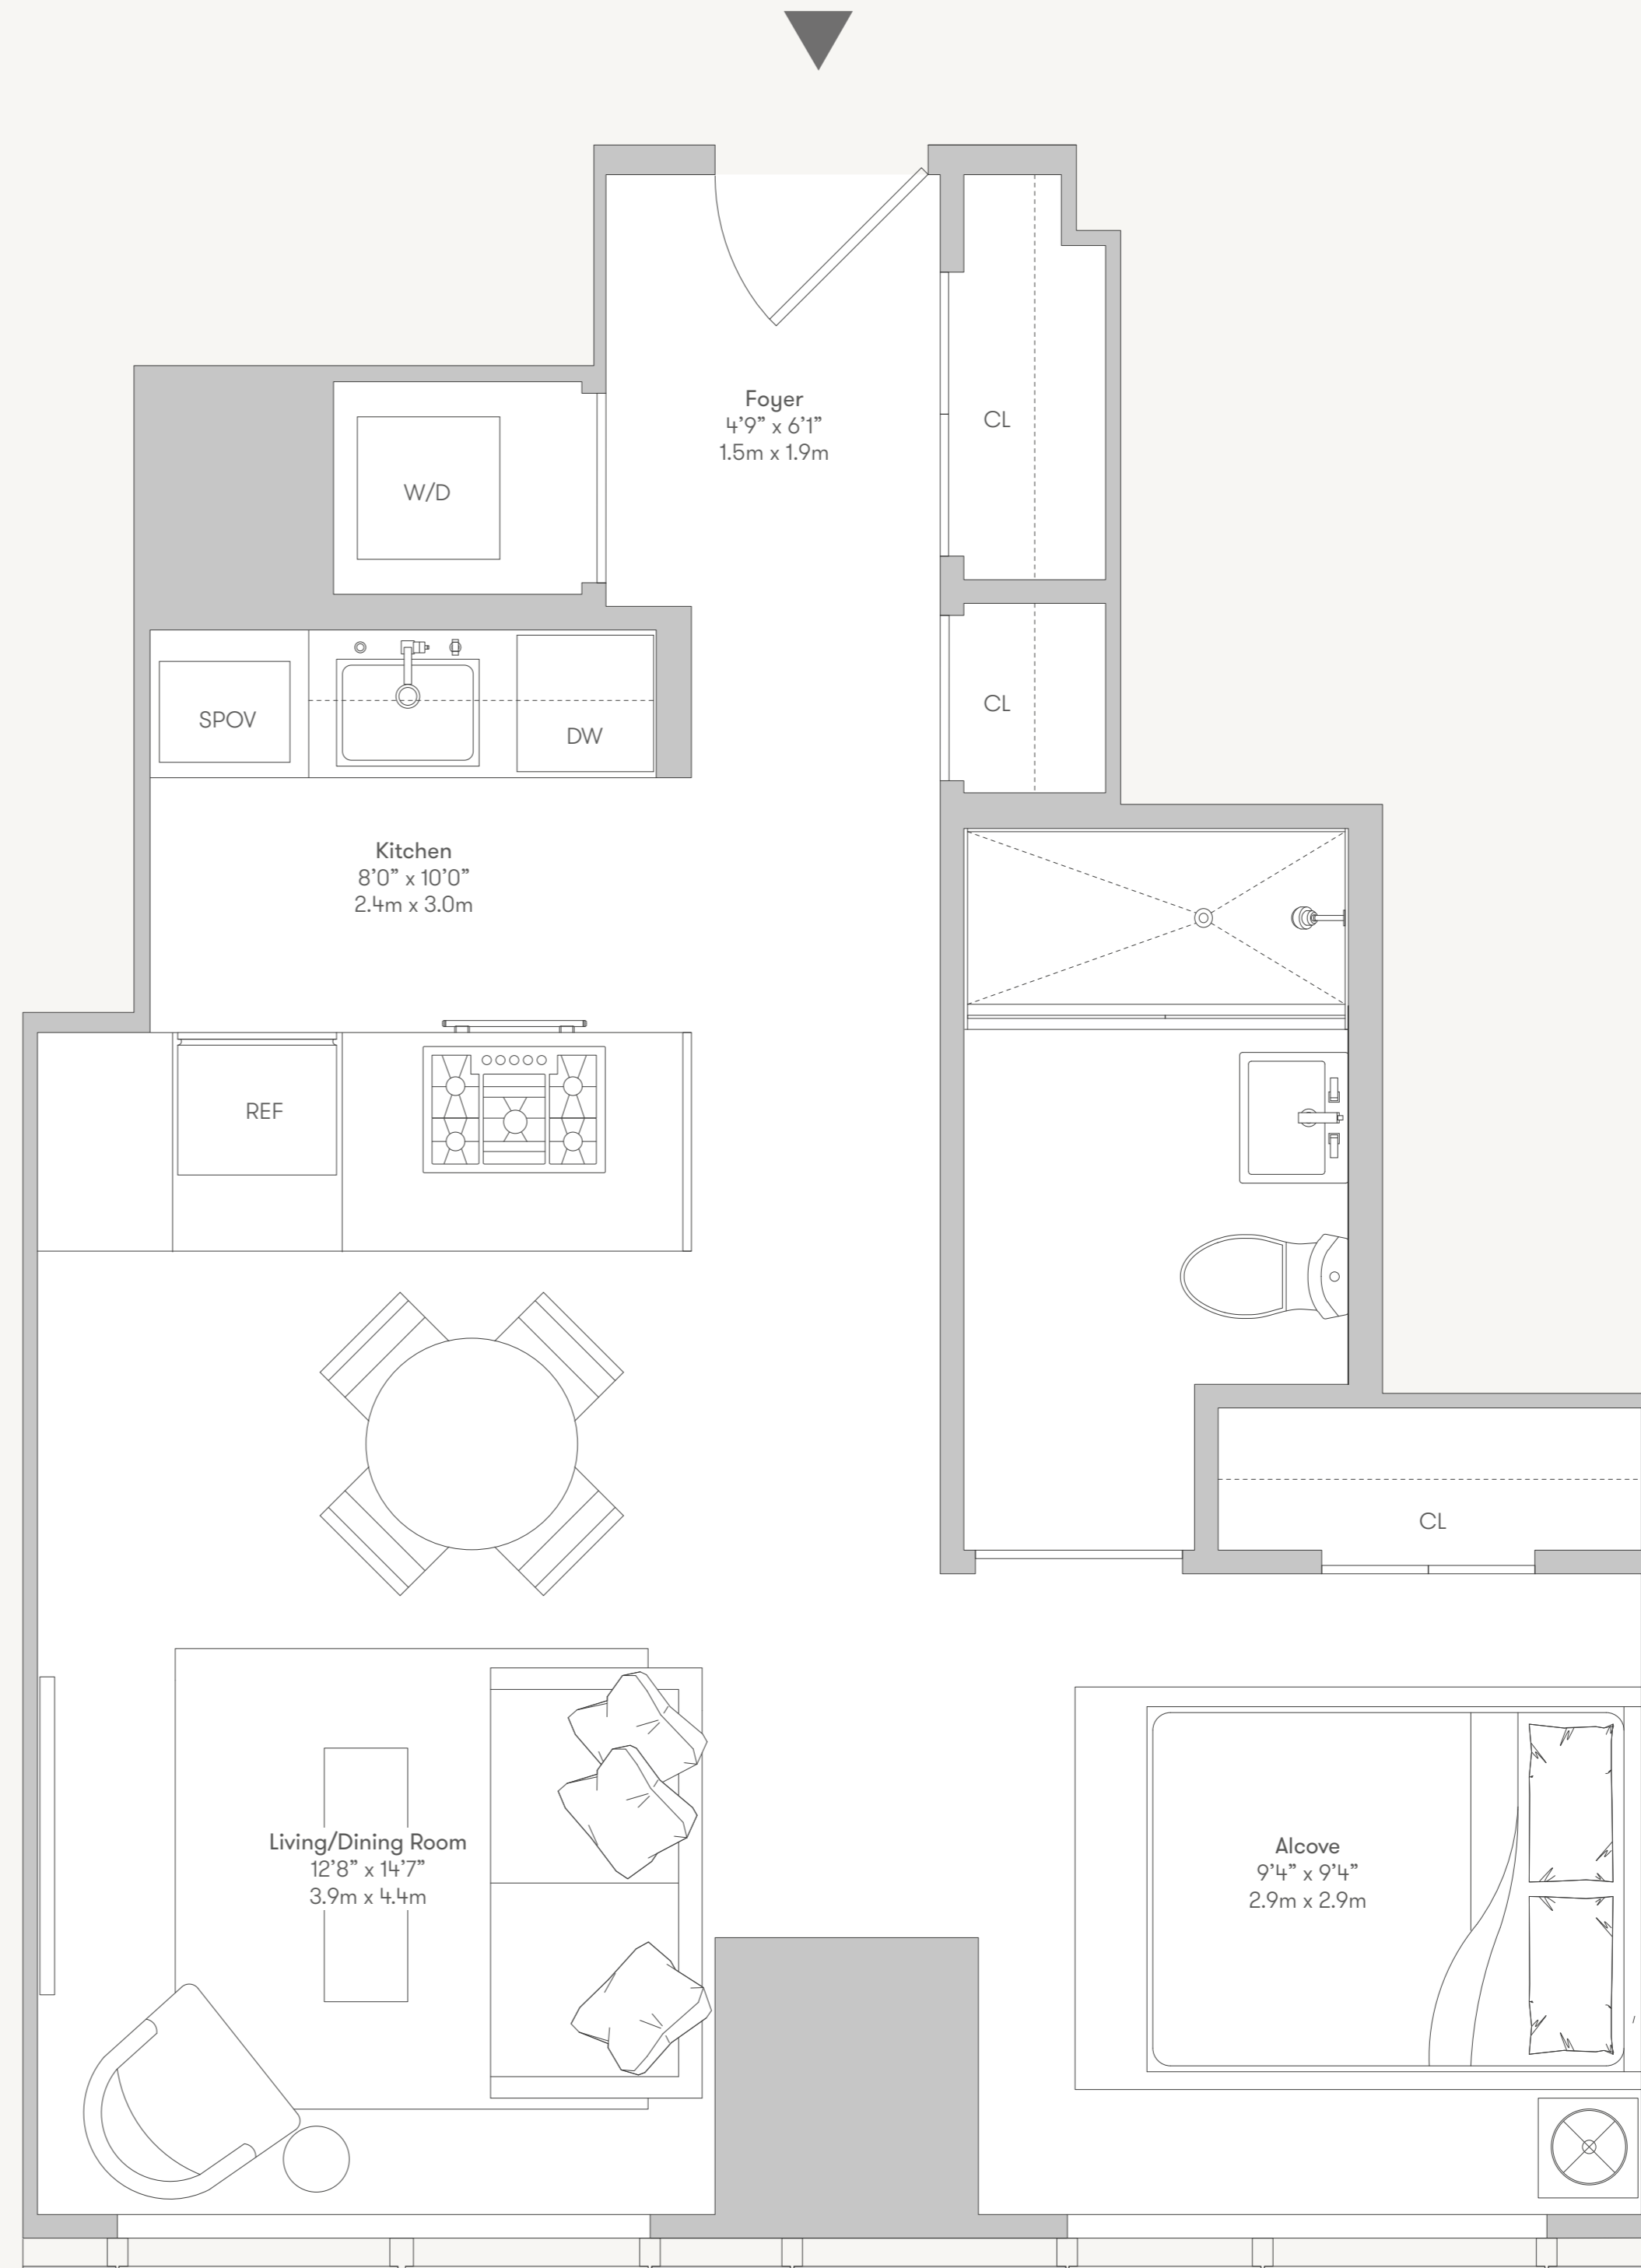 Foyer
4’9” x 6’1”
1.5m x 1.9m
CL
W/D
CL
SPOV
DW
Kitchen
8’0” x 10’0”
2.4m x 3.0m
REF
CL
Living/Dining Room
12’8” x 14’7”
3.9m x 4.4m
Alcove
9’4” x 9’4”
2.9m x 2.9m